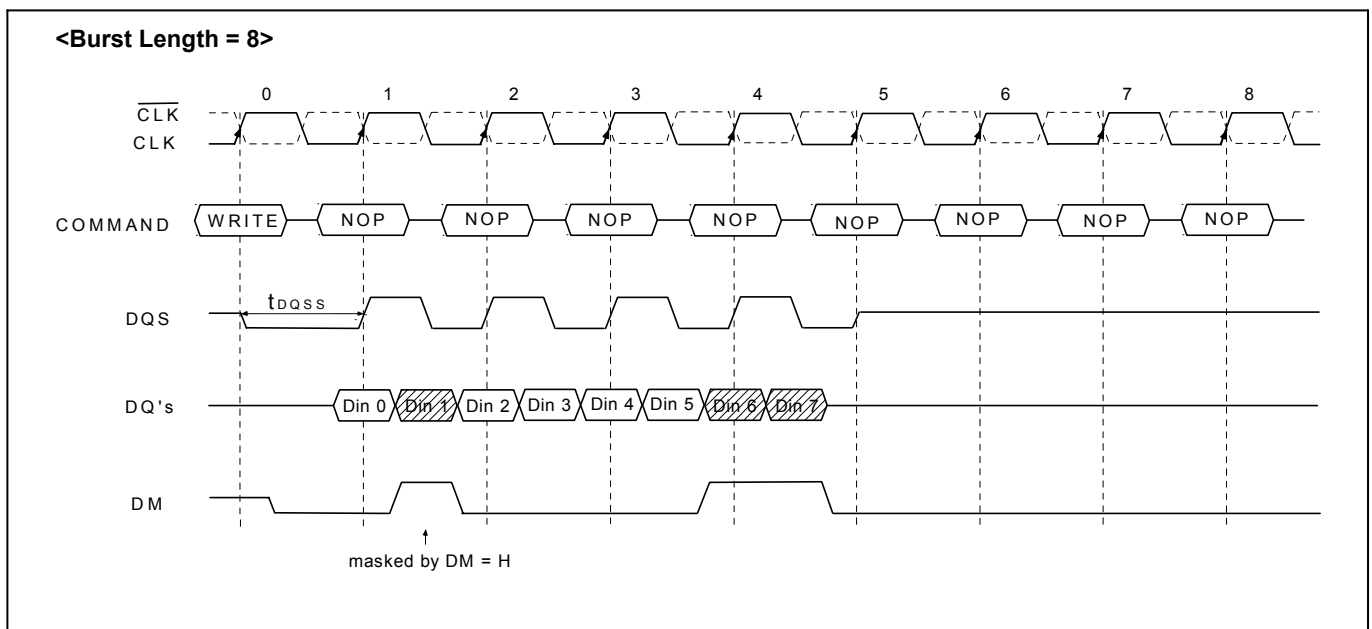 <Burst Length = 8>
0 1 2 3 4 5 6 7 8
CLK
CLK
COMMAND WRITE NOP NOP NOP NOP NOP NOP NOP NOP
tDQSS
DQS
DQ's Din 0 Din 1 Din 2 Din 3 Din 4 Din 5 Din 6 Din 7
DM
masked by DM = H